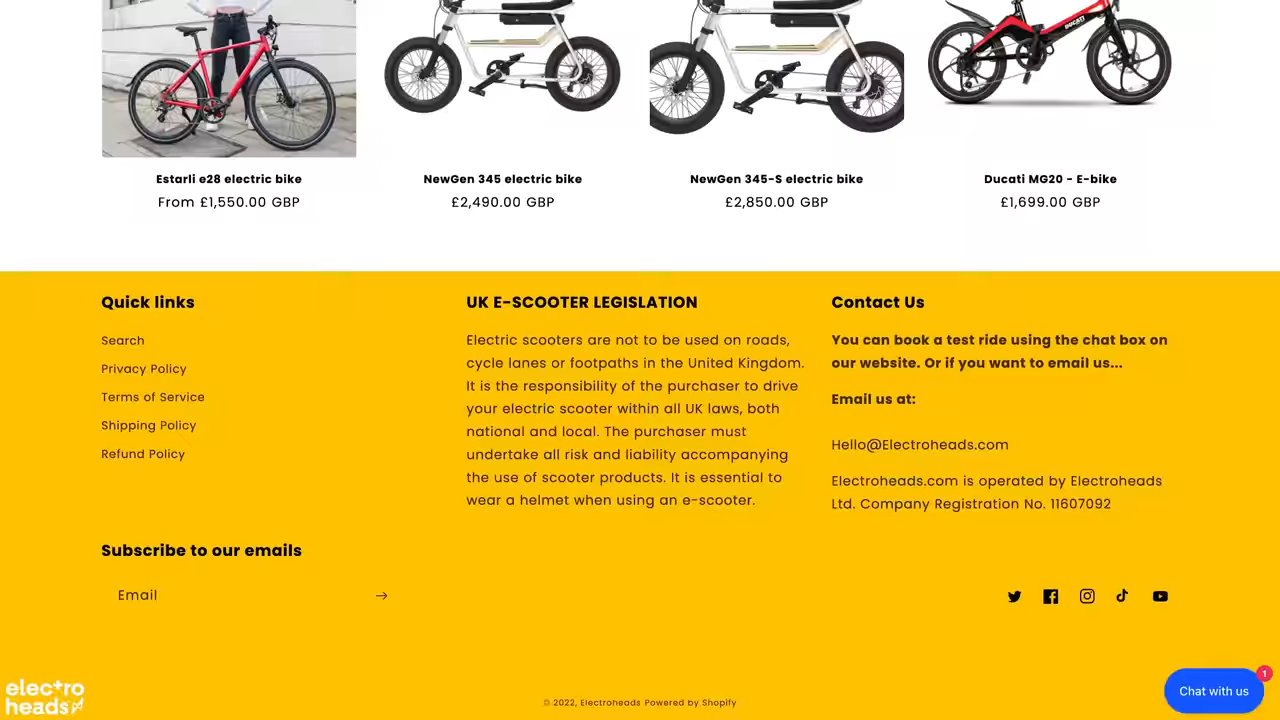 DUCATI
Estarli e28 electric bike
From £1,550.00 GBP
NewGen 345 electric bike
£2,490.00 GBP
NewGen 345-S electric bike
£2,850.00 GBP
Ducati MG20 - E-bike
£1,699.00 GBP
Quick links
Search
Privacy Policy
Terms of Service
Shipping Policy
Refund Policy
UK E-SCOOTER LEGISLATION
Electric scooters are not to be used on roads,
cycle lanes or footpaths in the United Kingdom.
It is the responsibility of the purchaser to drive
your electric scooter within all UK laws, both
national and local. The purchaser must
undertake all risk and liability accompanying
the use of scooter products. It is essential to
wear a helmet when using an e-scooter.
Contact Us
You can book a test ride using the chat box on
our website. Or if you want to email us...
Email us at:
Hello@Electroheads.com
Electroheads.com is operated by Electroheads
Ltd. Company Registration No. 11607092
Subscribe to our emails
Email
electro
heads
© 2022, Electroheads Powered by Shopify
Chat with us
1